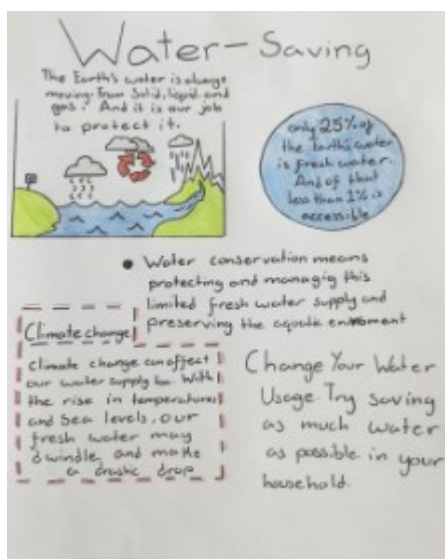 Water-Saving
The Earth's water is always
moving. From Solid, liquid, and
gas. And it is our job
to protect it.
only 25% of
the Earth's water
is fresh water.
And of that
less than 1% is
accessible
Water conservation means
protecting and managig this
limited fresh water supply and
preserving the aquatic
Climate change
Climate change can affect
our water supply too. With
the rise in temperatures
and sea levels, our
fresh water may
dwindle, and make
a drastic drop
Change Your Water
Usage. Try saving
as much water
as possible in your
household.